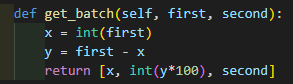 def get_batch(self, first, second):
    x = int(first)
    y = first - x
    return [x, int(y*100), second]